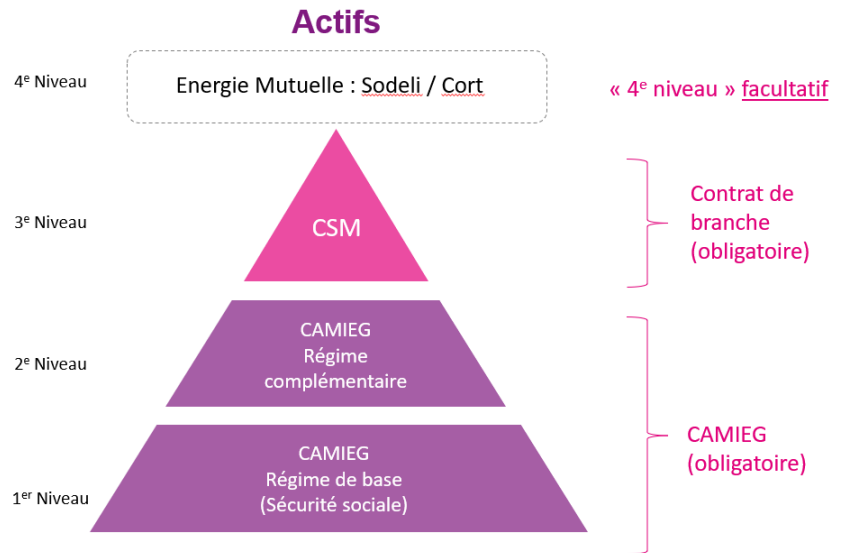 Actifs
4e Niveau
Energie Mutuelle : Sodeli / Cort
« 4e niveau » facultatif
3e Niveau
CSM
Contrat de
branche
(obligatoire)
2e Niveau
CAMIEG
Régime
complémentaire
1er Niveau
CAMIEG
Régime de base
(Sécurité sociale)
CAMIEG
(obligatoire)